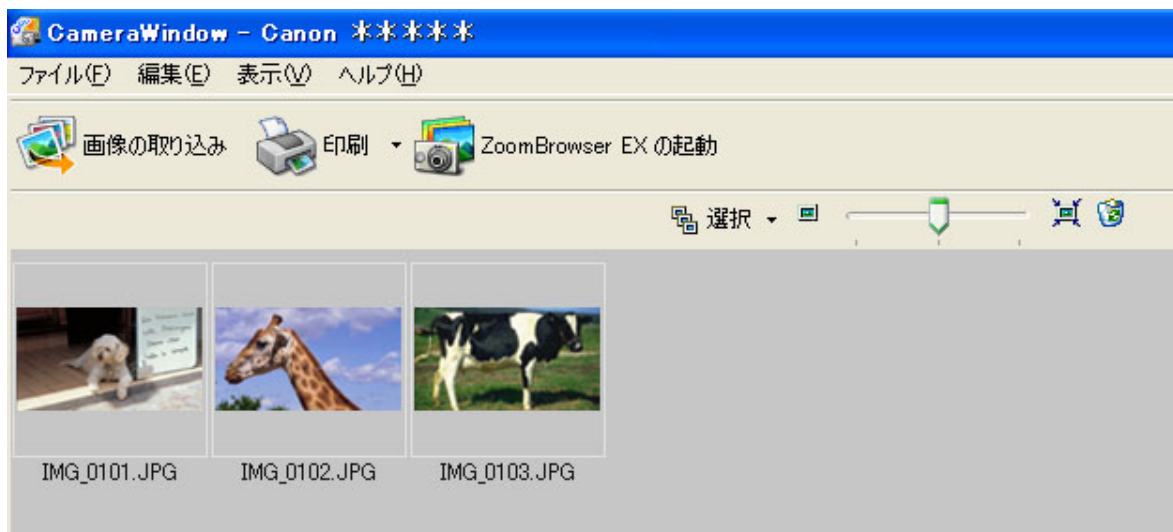 CameraWindow - Canon *****
ファイル(F) 編集(E) 表示(V) ヘルプ(H)
画像の取り込み 印刷 ZoomBrowser EX の起動
選択
IMG_0101.JPG IMG_0102.JPG IMG_0103.JPG